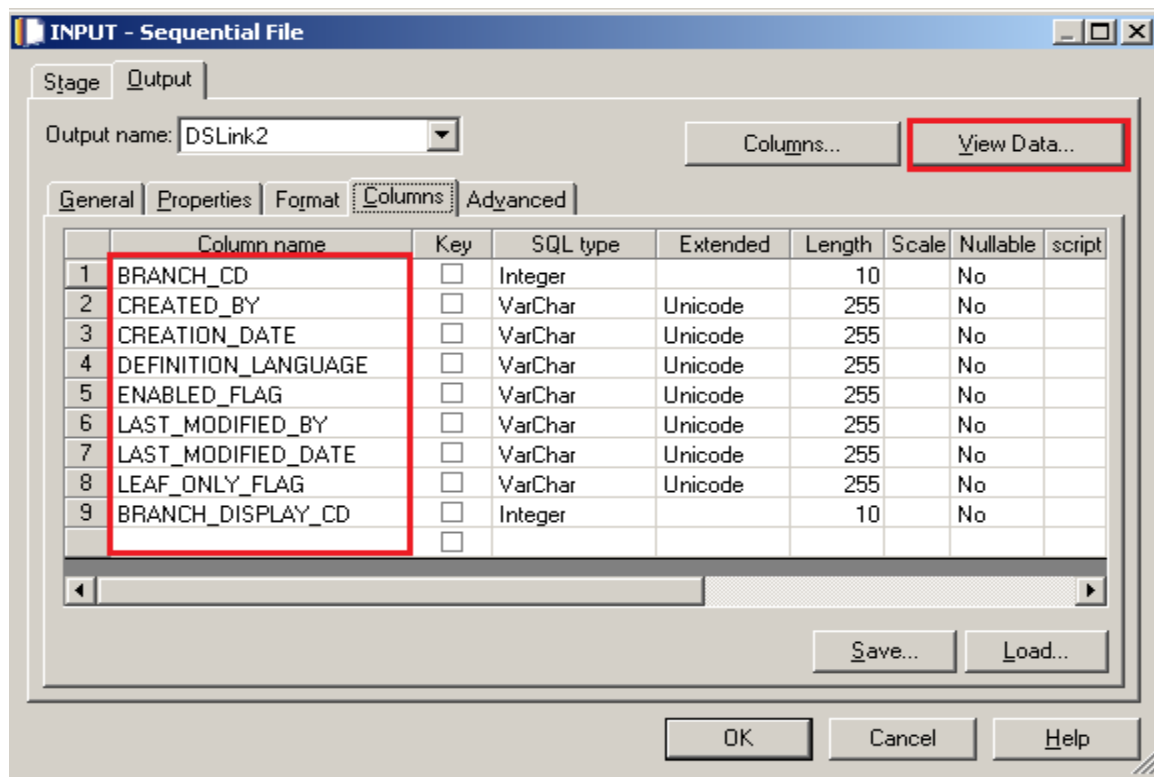 INPUT - Sequential File
Stage Output
Output name: DSLink2 Columns... View Data...
General Properties Format Columns Advanced
Column name Key SQL type Extended Length Scale Nullable script
1 BRANCH_CD Integer 10 No
2 CREATED_BY VarChar Unicode 255 No
3 CREATION_DATE VarChar Unicode 255 No
4 DEFINITION_LANGUAGE VarChar Unicode 255 No
5 ENABLED_FLAG VarChar Unicode 255 No
6 LAST_MODIFIED_BY VarChar Unicode 255 No
7 LAST_MODIFIED_DATE VarChar Unicode 255 No
8 LEAF_ONLY_FLAG VarChar Unicode 255 No
9 BRANCH_DISPLAY_CD Integer 10 No
Save... Load...
OK Cancel Help